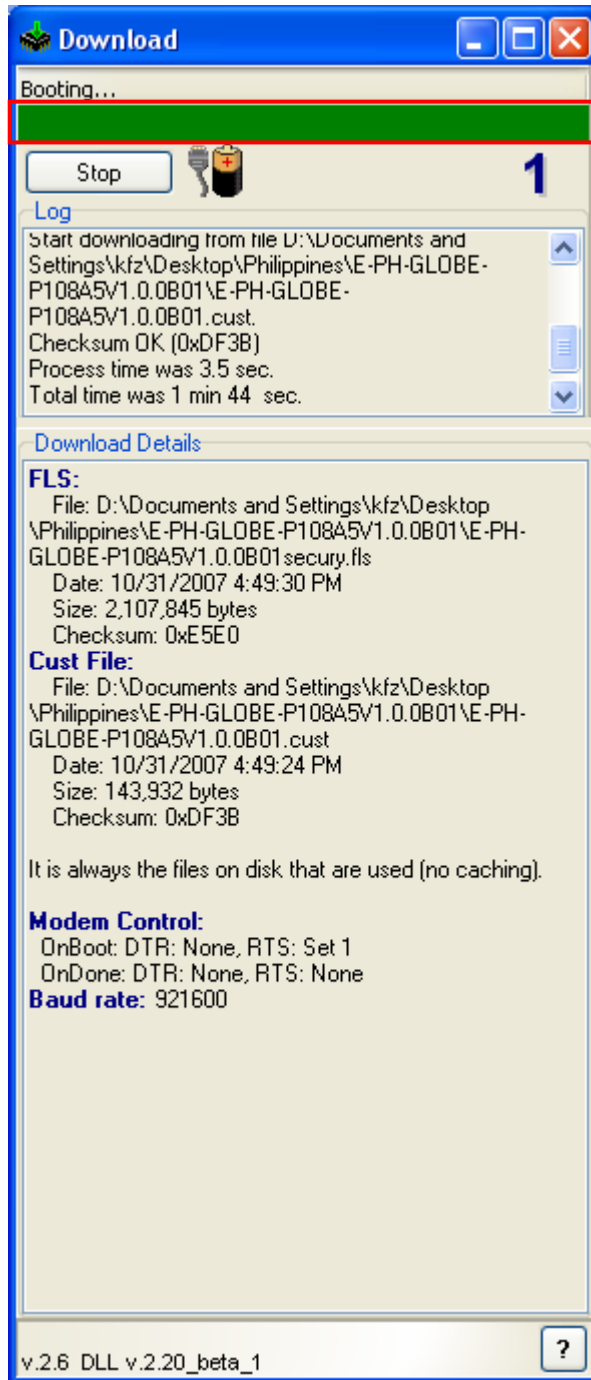 Download
Booting...
Stop
1
Log
Start downloading from file D:\Documents and
Settings\kfz\Desktop\Philippines\E-PH-GLOBE-
P108A5V1.0.0B01\E-PH-GLOBE-
P108A5V1.0.0B01.cust.
Checksum OK (0xDF3B)
Process time was 3.5 sec.
Total time was 1 min 44  sec.
Download Details
FLS:
File: D:\Documents and Settings\kfz\Desktop
\Philippines\E-PH-GLOBE-P108A5V1.0.0B01\E-PH-
GLOBE-P108A5V1.0.0B01secury.fls
Date: 10/31/2007 4:49:30 PM
Size: 2,107,845 bytes
Checksum: 0xE5E0
Cust File:
File: D:\Documents and Settings\kfz\Desktop
\Philippines\E-PH-GLOBE-P108A5V1.0.0B01\E-PH-
GLOBE-P108A5V1.0.0B01.cust
Date: 10/31/2007 4:49:24 PM
Size: 143,932 bytes
Checksum: 0xDF3B
It is always the files on disk that are used (no caching).
Modem Control:
OnBoot: DTR: None, RTS: Set 1
OnDone: DTR: None, RTS: None
Baud rate: 921600
v.2.6  DLL v.2.20_beta_1
?